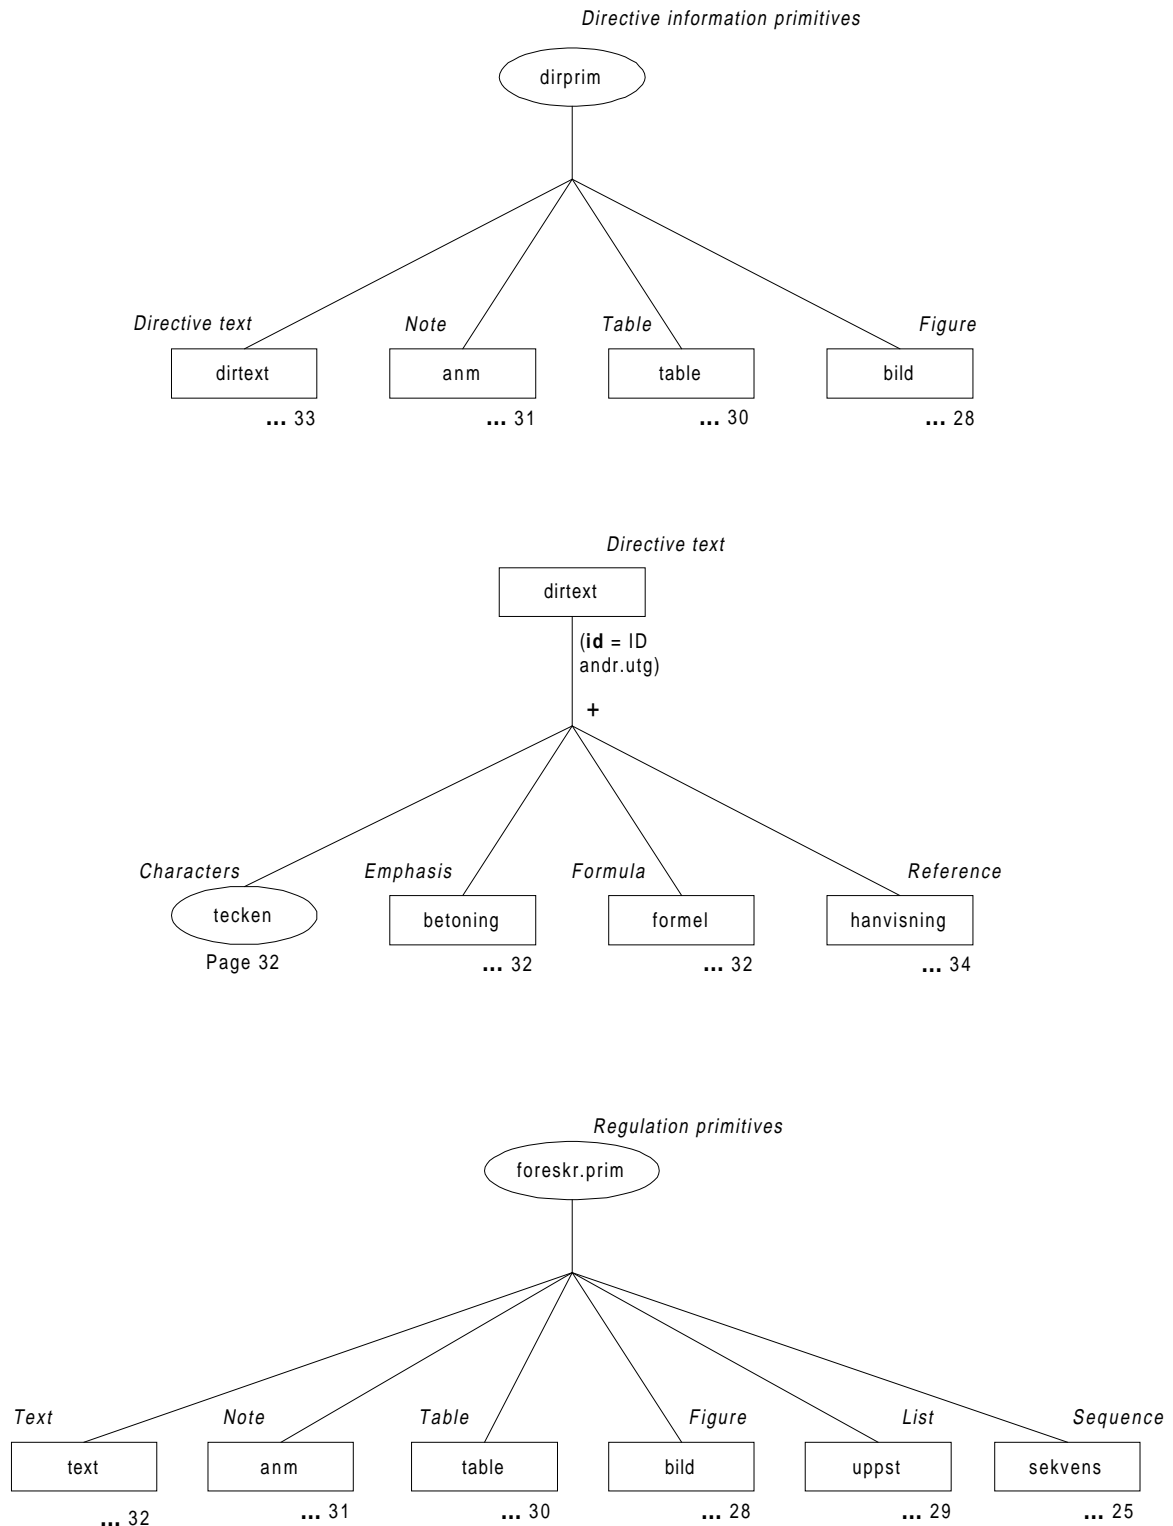 Directive information primitives
dirprim
Directive text Note Table Figure
dirtext anm table bild
... 33 ... 31 ... 30 ... 28
Directive text
dirtext
(id = ID
andr.utg)
+
Characters Emphasis Formula Reference
tecken betoning formel hanvisning
Page 32 ... 32 ... 32 ... 34
Regulation primitives
foreskr.prim
Text Note Table Figure List Sequence
text anm table bild uppst sekvens
... 32 ... 31 ... 30 ... 28 ... 29 ... 25